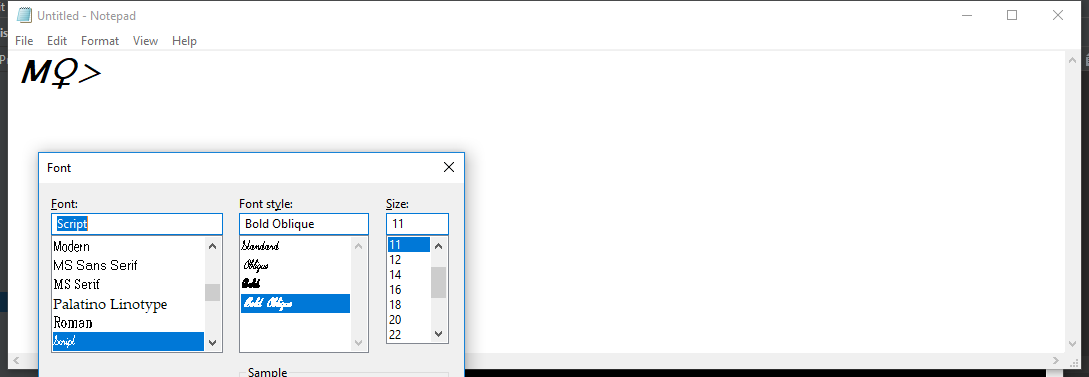 Untitled - Notepad
File Edit Format View Help
M♀>
Font
Font: Font style: Size:
Script Bold Oblique 11
Modern Standard 11
MS Sans Serif Oblique 12
MS Serif Bold 14
Palatino Linotype Bold Oblique 16
Roman 18
Script 20
22
Sample